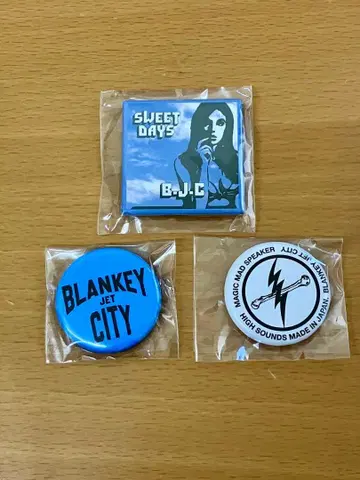 SWEET
DAYS
B.J.C
BLANKEY
JET
CITY
MAGIC MAD SPEAKER BLANKEY JET CITY
HIGH SOUNDS MADE IN JAPAN.